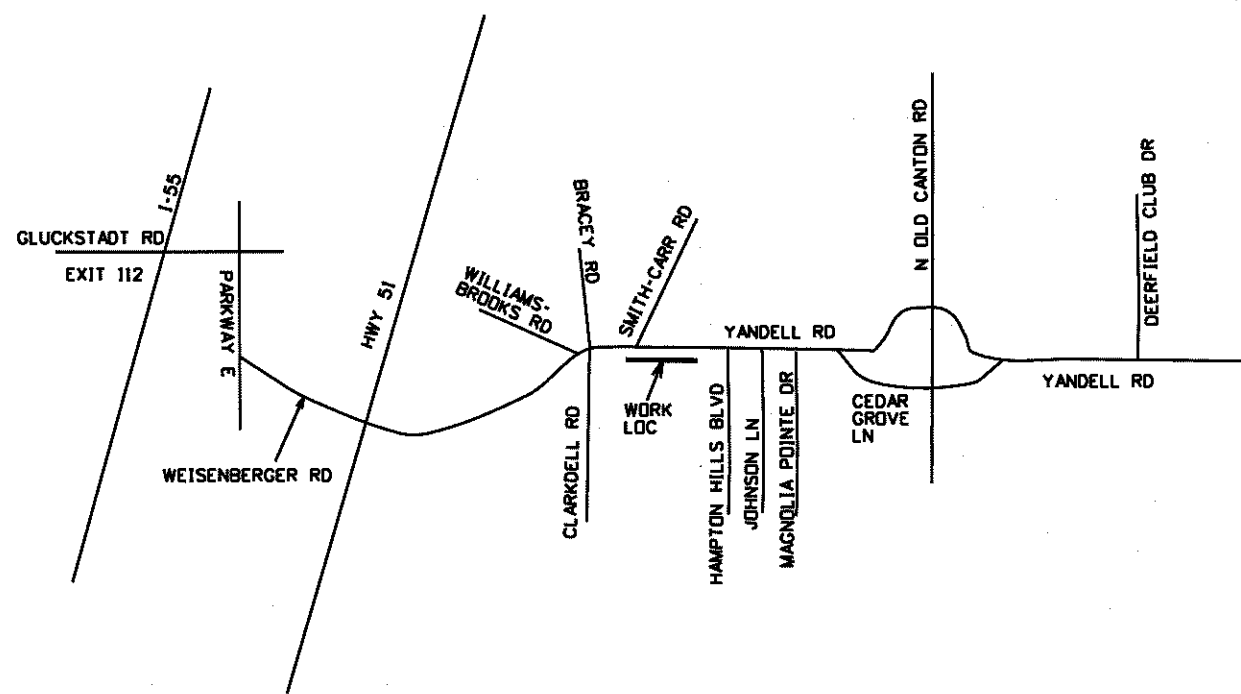 GLUCKSTADT RD
EXIT 112
I-55
PARKWAY E
WEISENBERGER RD
HWY 51
WILLIAMS-
BROOKS RD
BRACEY RD
CLARKDELL RD
SMITH-CARR RD
WORK
LOC
YANDELL RD
HAMPTON HILLS BLVD
JOHNSON LN
MAGNOLIA POINTE DR
CEDAR
GROVE
LN
N OLD CANTON RD
YANDELL RD
DEERFIELD CLUB DR